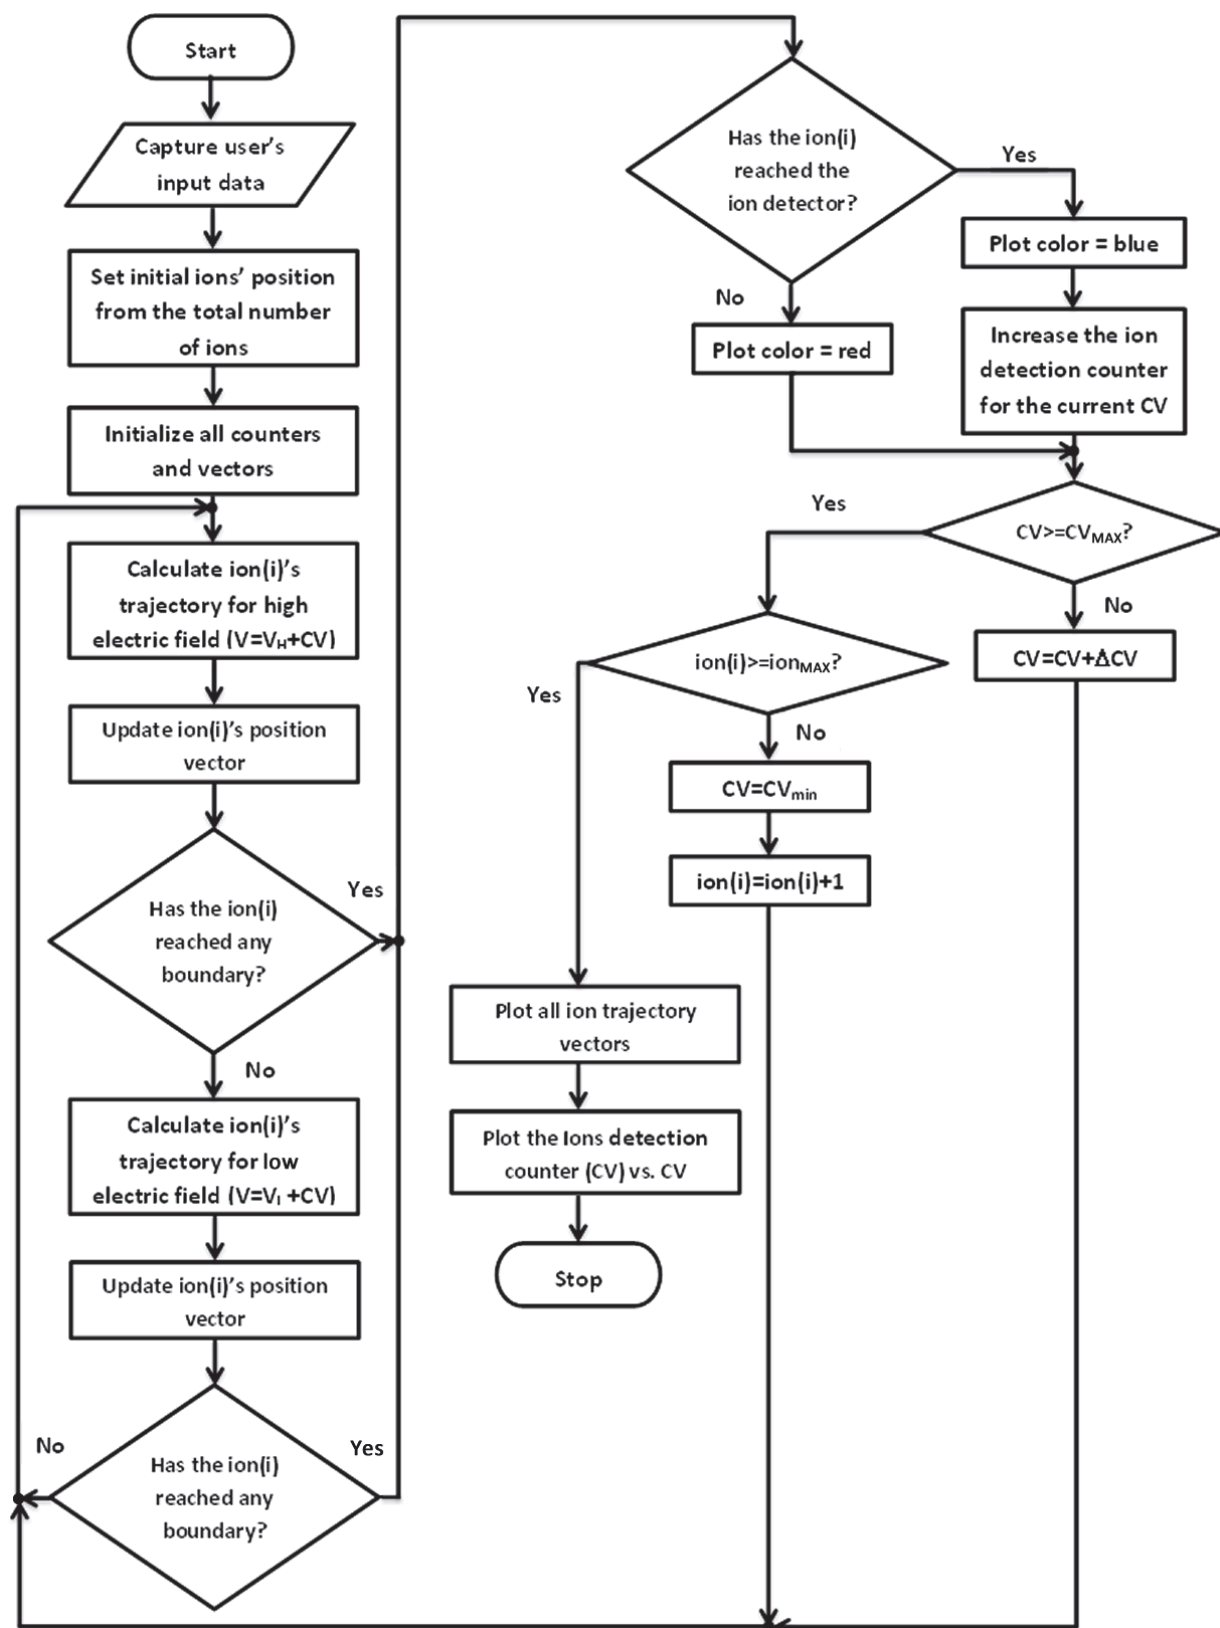 Start
Capture user's
input data
Set initial ions' position
from the total number
of ions
Initialize all counters
and vectors
Calculate ion(i)'s
trajectory for high
electric field (V=V_H+CV)
Update ion(i)'s position
vector
Has the ion(i)
reached any
boundary?
Yes
No
Calculate ion(i)'s
trajectory for low
electric field (V=V_l +CV)
Update ion(i)'s position
vector
Has the ion(i)
reached any
boundary?
No
Yes
Has the ion(i)
reached the
ion detector?
Yes
No
Plot color = blue
Plot color = red
Increase the ion
detection counter
for the current CV
CV>=CV_MAX?
Yes
No
CV=CV+ΔCV
ion(i)>=ion_MAX?
Yes
No
CV=CV_min
ion(i)=ion(i)+1
Plot all ion trajectory
vectors
Plot the Ions detection
counter (CV) vs. CV
Stop